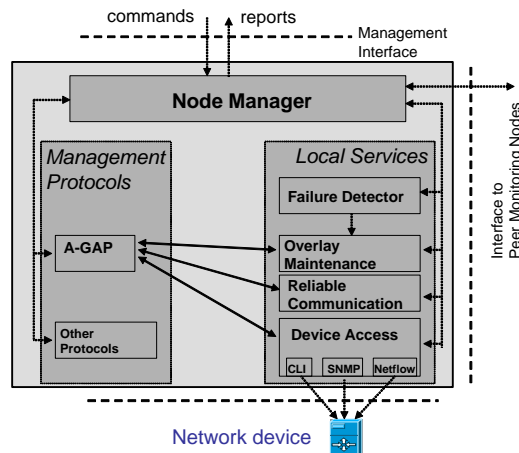 commands
reports
Management
Interface
Node Manager
Management
Protocols
Local Services
Failure Detector
A-GAP
Overlay
Maintenance
Reliable
Communication
Other
Protocols
Device Access
CLI
SNMP
Netflow
Interface to
Peer Monitoring Nodes
Network device